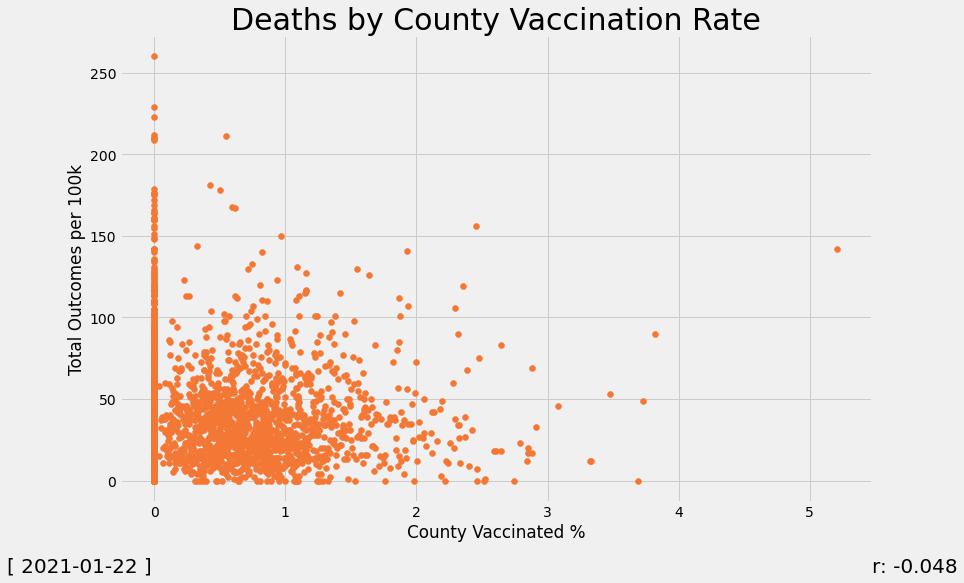 Deaths by County Vaccination Rate
Total Outcomes per 100k
250
200
150
100
50
0
0 1 2 3 4 5
County Vaccinated %
[ 2021-01-22 ]
r: -0.048